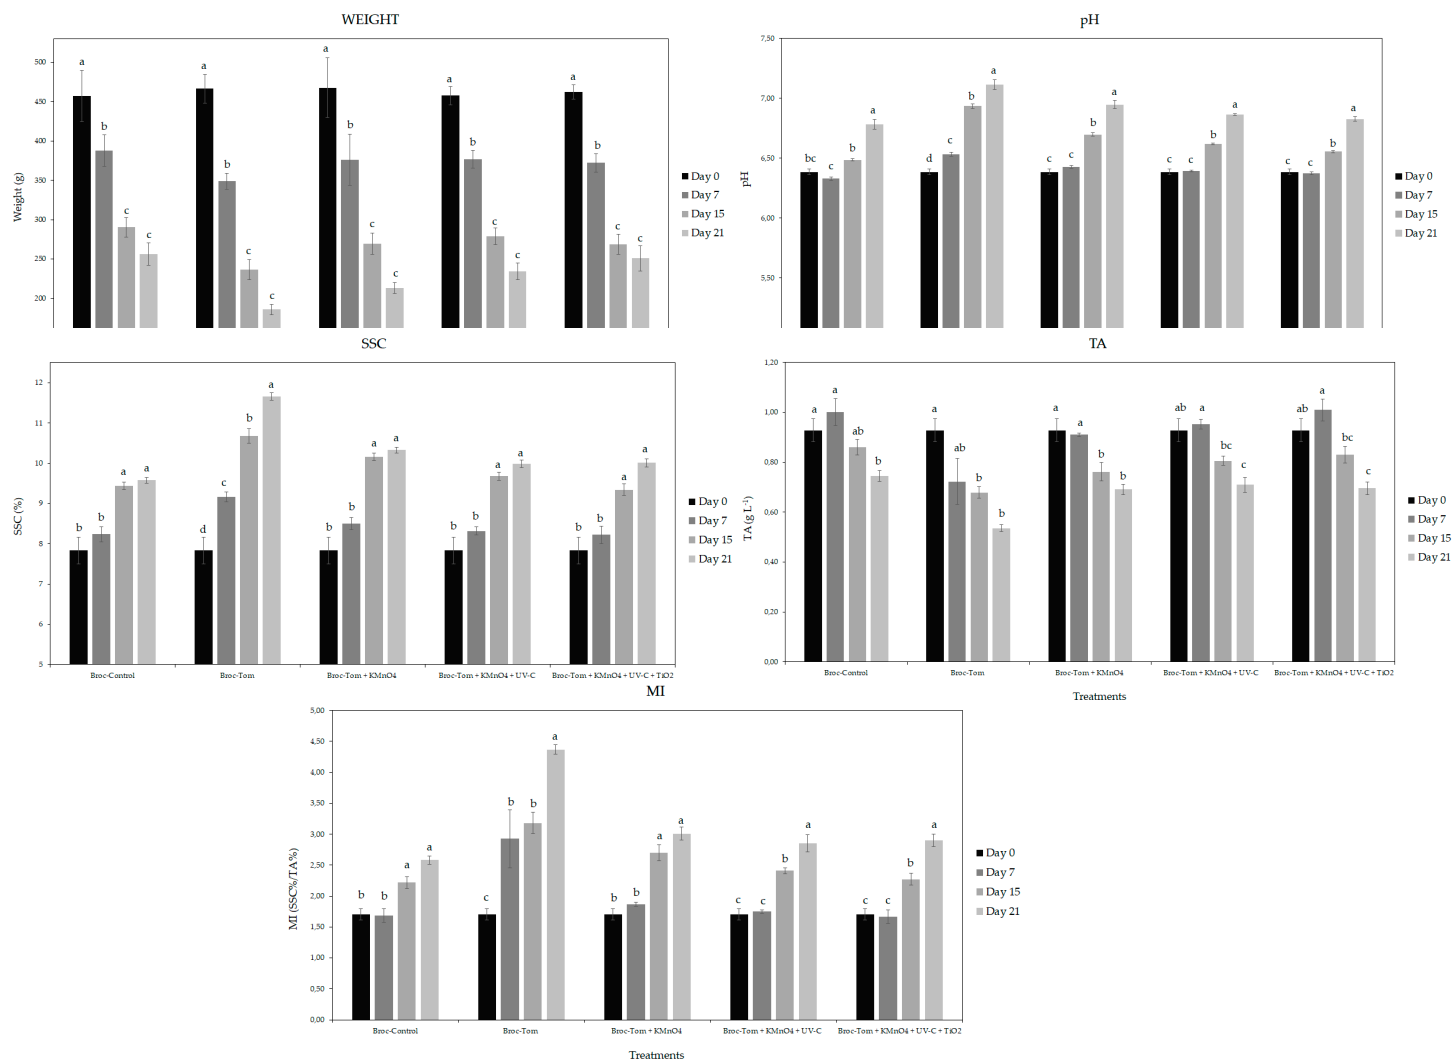 WEIGHT
500
450
400
350
300
250
200
Weight (g)
a b c c
a b c c
a b c c
a b c c
a b c c
Day 0
Day 7
Day 15
Day 21
pH
7,50
7,00
6,50
6,00
5,50
pH
bc c b a
d c b a
c c b a
c c b a
c c b a
Day 0
Day 7
Day 15
Day 21
SSC
12
11
10
9
8
7
6
5
SSC (%)
b b a a
d c b a
b b a a
b b a a
b b a a
Day 0
Day 7
Day 15
Day 21
Broc-Control Broc-Tom Broc-Tom + KMnO4 Broc-Tom + KMnO4 + UV-C Broc-Tom + KMnO4 + UV-C + TiO2
TA
1,20
1,00
0,80
0,60
0,40
0,20
0,00
TA (g L⁻¹)
a a ab b
a ab b b
a a b b
ab a bc c
ab a bc c
Day 0
Day 7
Day 15
Day 21
Broc-Control Broc-Tom Broc-Tom + KMnO4 Broc-Tom + KMnO4 + UV-C Broc-Tom + KMnO4 + UV-C + TiO2
Treatments
MI
5,00
4,50
4,00
3,50
3,00
2,50
2,00
1,50
1,00
0,50
0,00
MI (SSC%/TA%)
b b a a
c b b a
b b a a
c c b a
c c b a
Day 0
Day 7
Day 15
Day 21
Broc-Control Broc-Tom Broc-Tom + KMnO4 Broc-Tom + KMnO4 + UV-C Broc-Tom + KMnO4 + UV-C + TiO2
Treatments